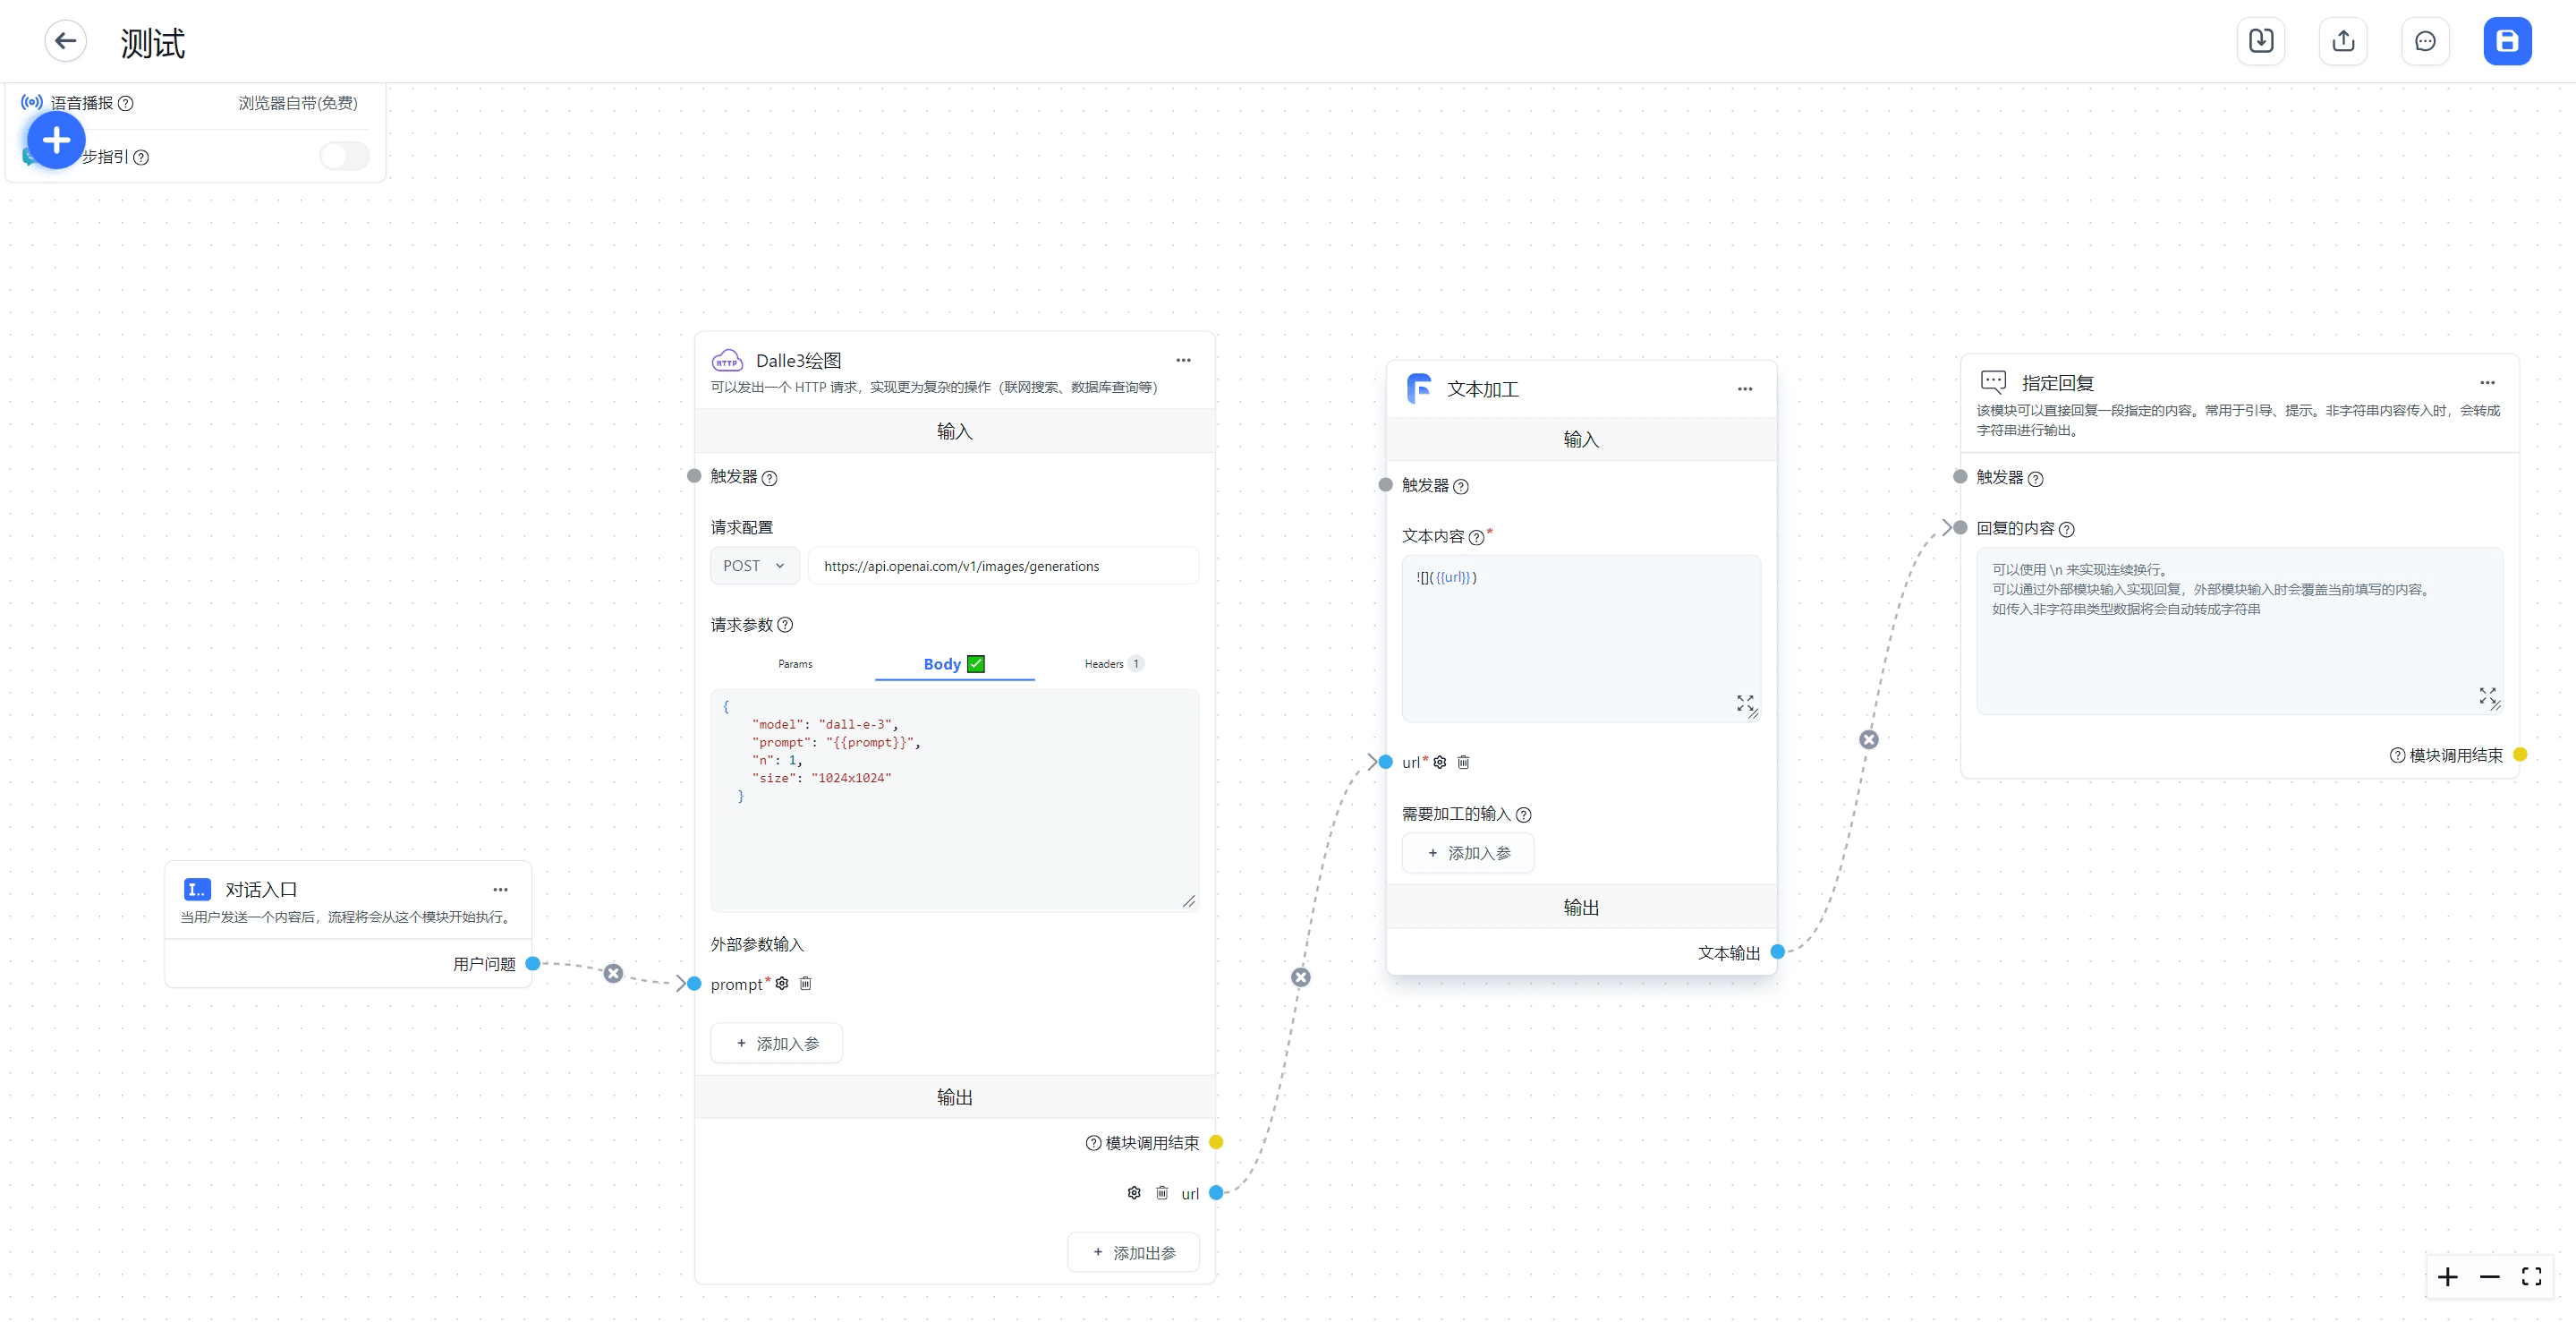 测试
语音播报
浏览器自带(免费)
步指引
HTTP
Dalle3绘图
可以发出一个 HTTP 请求，实现更为复杂的操作（联网搜索、数据库查询等）
输入
触发器
请求配置
POST
https://api.openai.com/v1/images/generations
请求参数
Params
Body ✅
Headers 1
{
"model": "dall-e-3",
"prompt": "{{prompt}}",
"n": 1,
"size": "1024x1024"
}
外部参数输入
prompt*
+ 添加入参
输出
模块调用结束
url
+ 添加出参
对话入口
当用户发送一个内容后，流程将会从这个模块开始执行。
用户问题
文本加工
输入
触发器
文本内容*
![]({{url}})
url*
需要加工的输入
+ 添加入参
输出
文本输出
指定回复
该模块可以直接回复一段指定的内容。常用于引导、提示。非字符串内容传入时，会转成
字符串进行输出。
触发器
回复的内容
可以使用 \n 来实现连续换行。
可以通过外部模块输入实现回复，外部模块输入时会覆盖当前填写的内容。
如传入非字符串类型数据将会自动转成字符串
模块调用结束